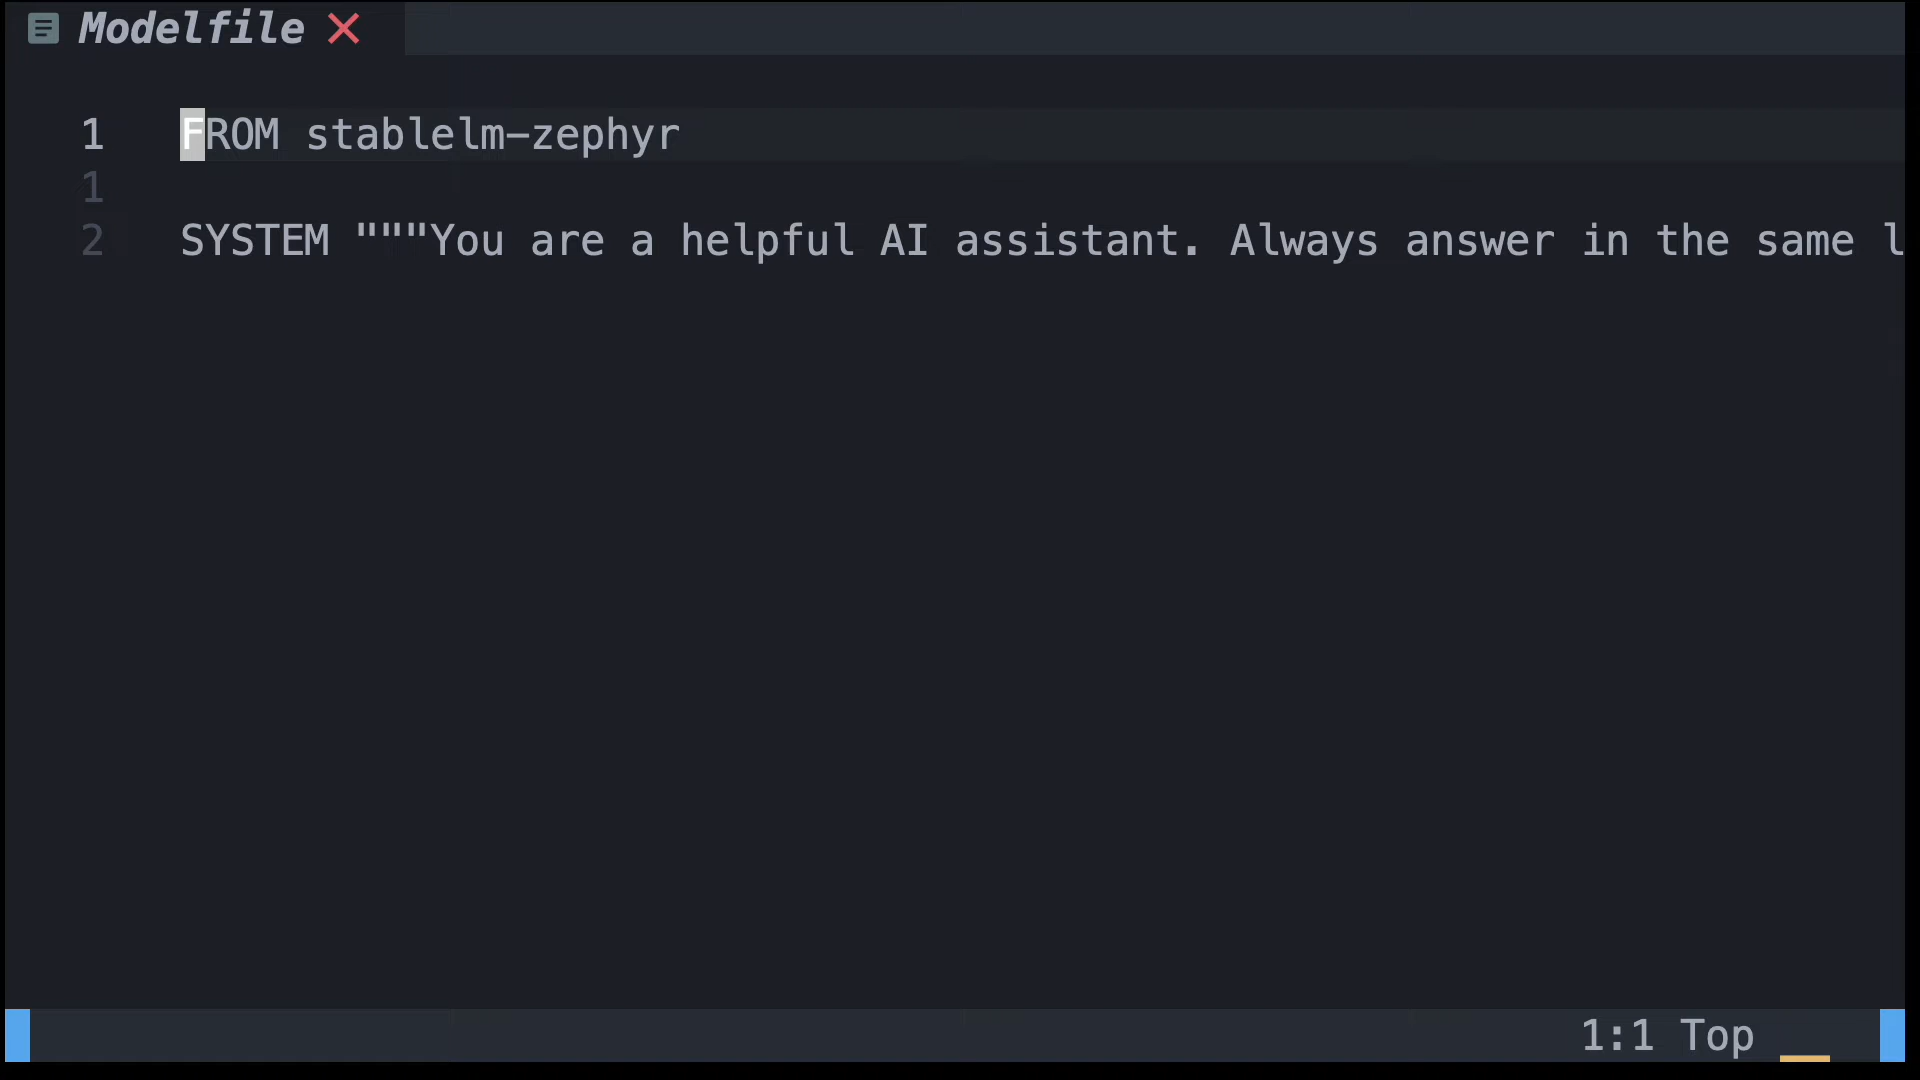 Modelfile
1 FROM stablelm-zephyr
1
2 SYSTEM """You are a helpful AI assistant. Always answer in the same l
1:1 Top